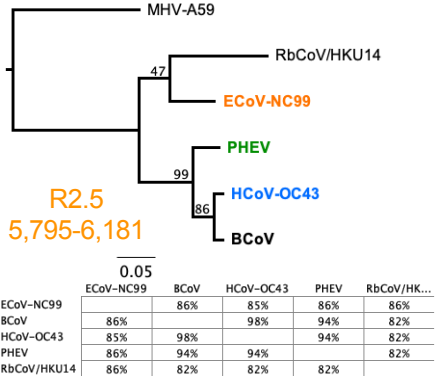 MHV-A59
RbCoV/HKU14
47
ECoV-NC99
PHEV
99
HCoV-OC43
86
BCoV
R2.5
5,795-6,181
0.05
ECoV-NC99 BCoV HCoV-OC43 PHEV RbCoV/HK...
ECoV-NC99 86% 85% 86% 86%
BCoV 86% 98% 94% 82%
HCoV-OC43 85% 98% 94% 82%
PHEV 86% 94% 94% 82%
RbCoV/HKU14 86% 82% 82% 82%